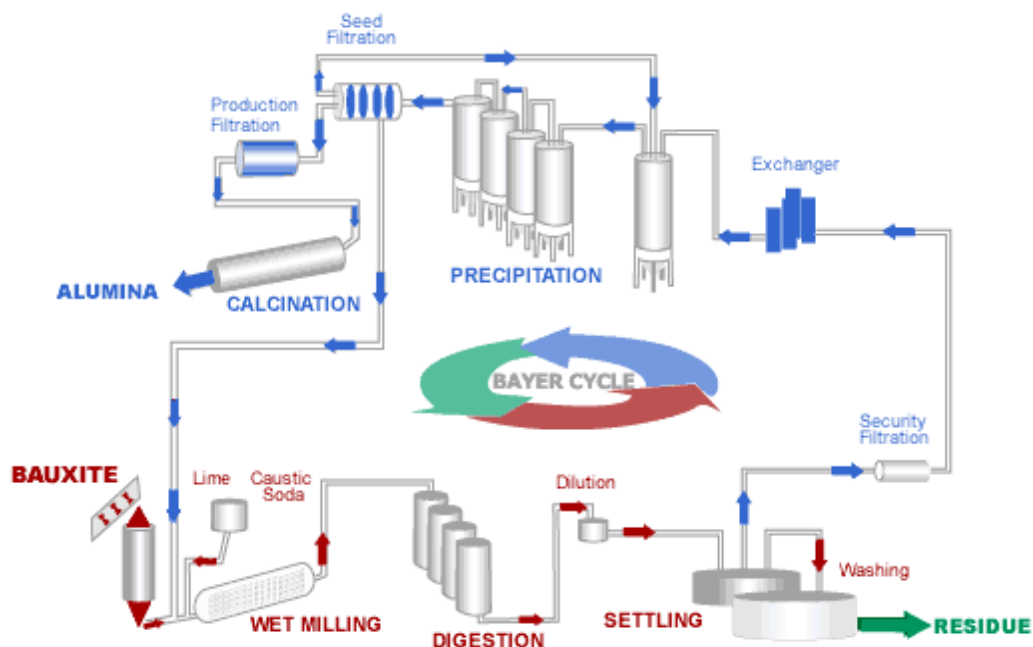 Seed
Filtration
Production
Filtration
Exchanger
PRECIPITATION
ALUMINA
CALCINATION
BAYER CYCLE
Security
Filtration
BAUXITE
Lime
Caustic
Soda
Dilution
Washing
WET MILLING
DIGESTION
SETTLING
RESIDUE